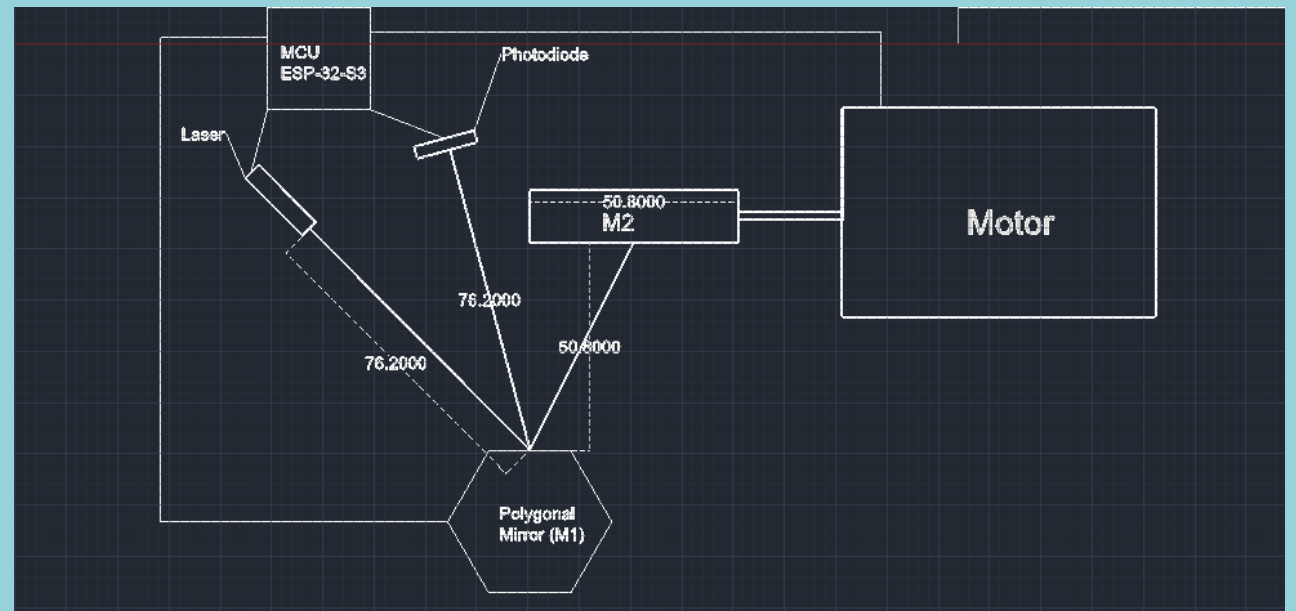 MCU
ESP-32-S3
Photodiode
Laser
50.8000
M2
Motor
76.2000
50.8000
76.2000
Polygonal
Mirror (M1)